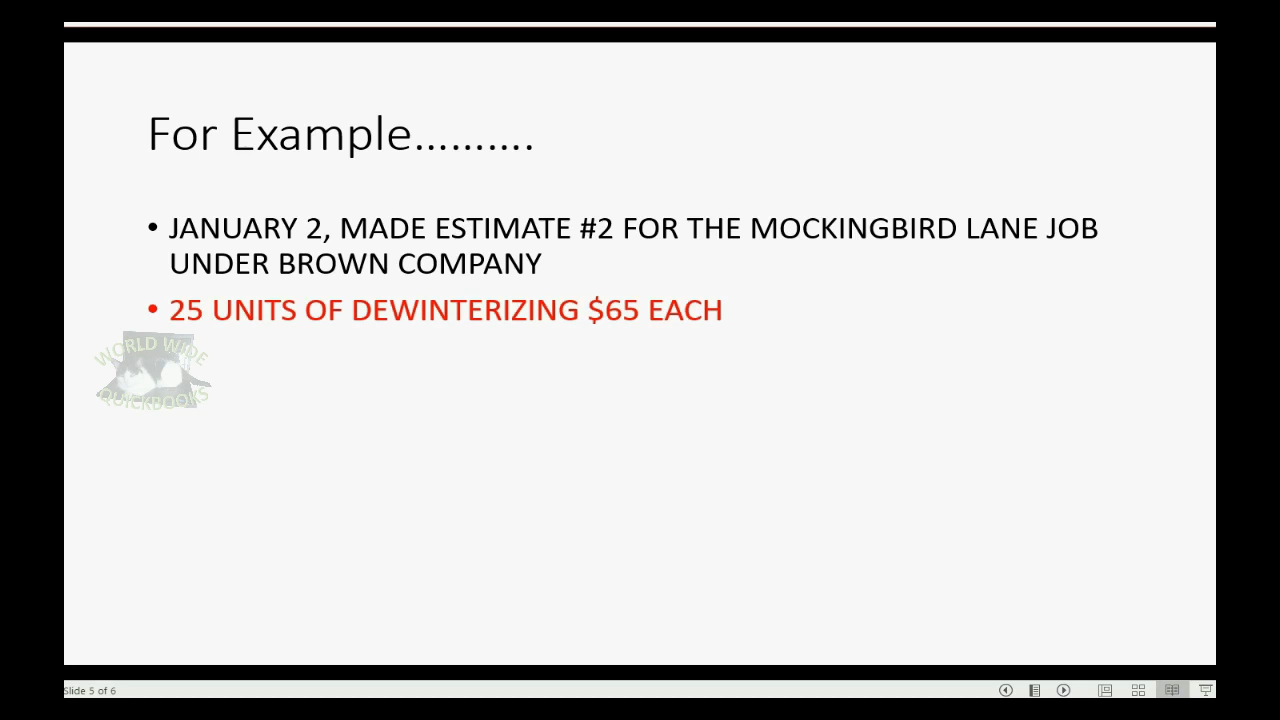 For Example..........
• JANUARY 2, MADE ESTIMATE #2 FOR THE MOCKINGBIRD LANE JOB
UNDER BROWN COMPANY
• 25 UNITS OF DEWINTERIZING $65 EACH
WORLD WIDE
QUICKBOOKS
Slide 5 of 6